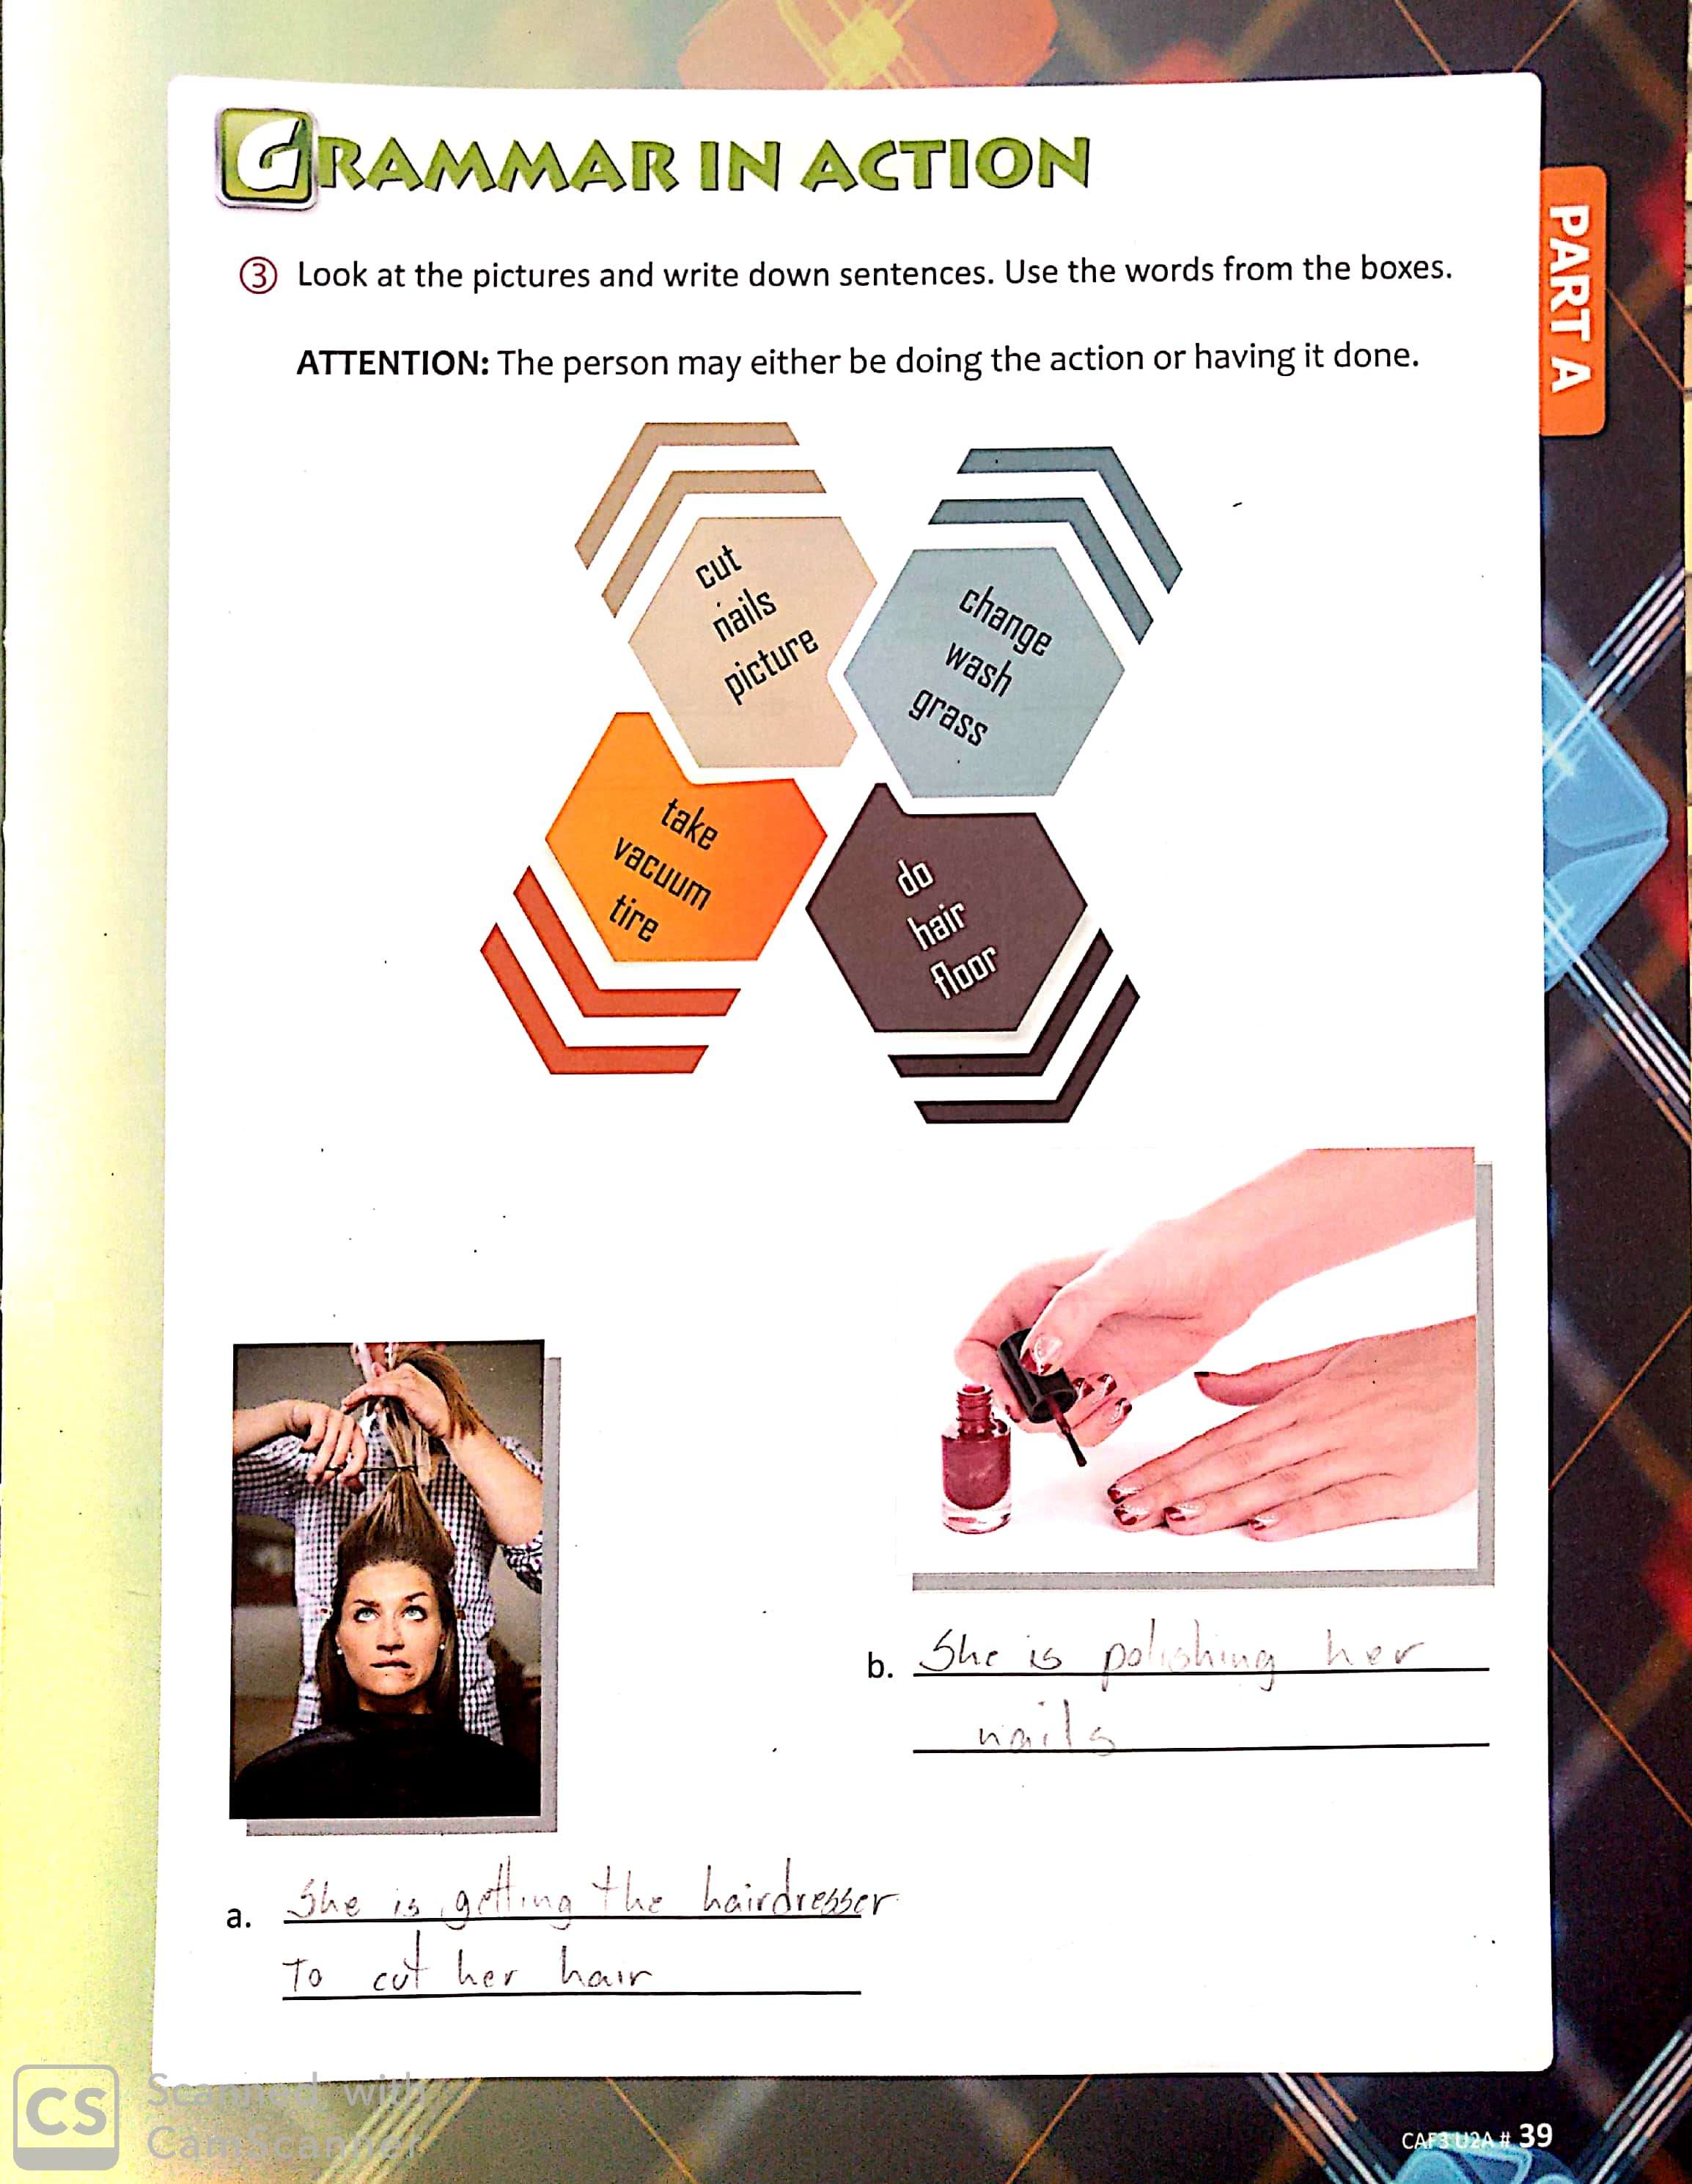 GRAMMAR IN ACTION
PART A
③ Look at the pictures and write down sentences. Use the words from the boxes.
ATTENTION: The person may either be doing the action or having it done.
cut
nails
picture
change
wash
grass
take
vacuum
tire
do
hair
floor
b. She is polishing her
nails
a. She is getting the hairdresser
To cut her hair
CS Scanned with
CamScanner
CAF3 U2A # 39